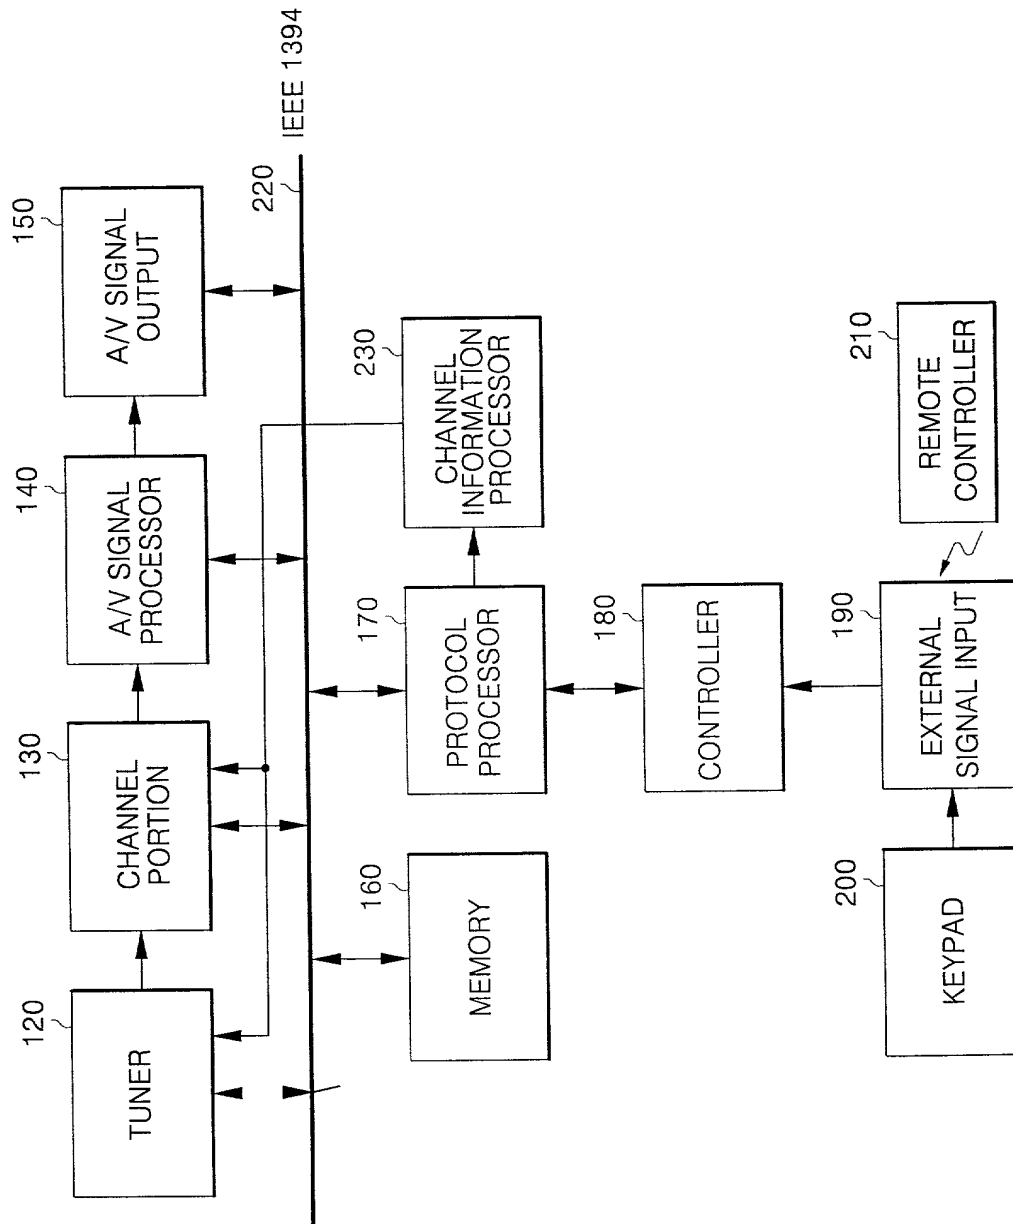 120
TUNER
130
CHANNEL
PORTION
140
A/V SIGNAL
PROCESSOR
150
A/V SIGNAL
OUTPUT
220
IEEE 1394
160
MEMORY
170
PROTOCOL
PROCESSOR
230
CHANNEL
INFORMATION
PROCESSOR
180
CONTROLLER
200
KEYPAD
190
EXTERNAL
SIGNAL INPUT
210
REMOTE
CONTROLLER